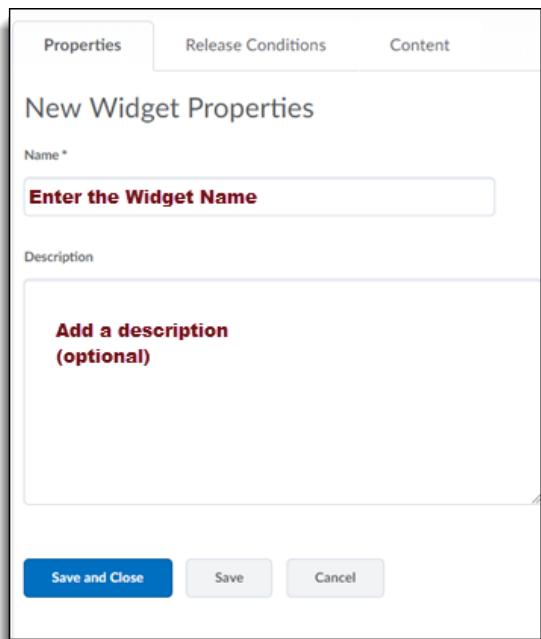 Properties Release Conditions Content
New Widget Properties
Name *
Enter the Widget Name
Description
Add a description
(optional)
Save and Close Save Cancel